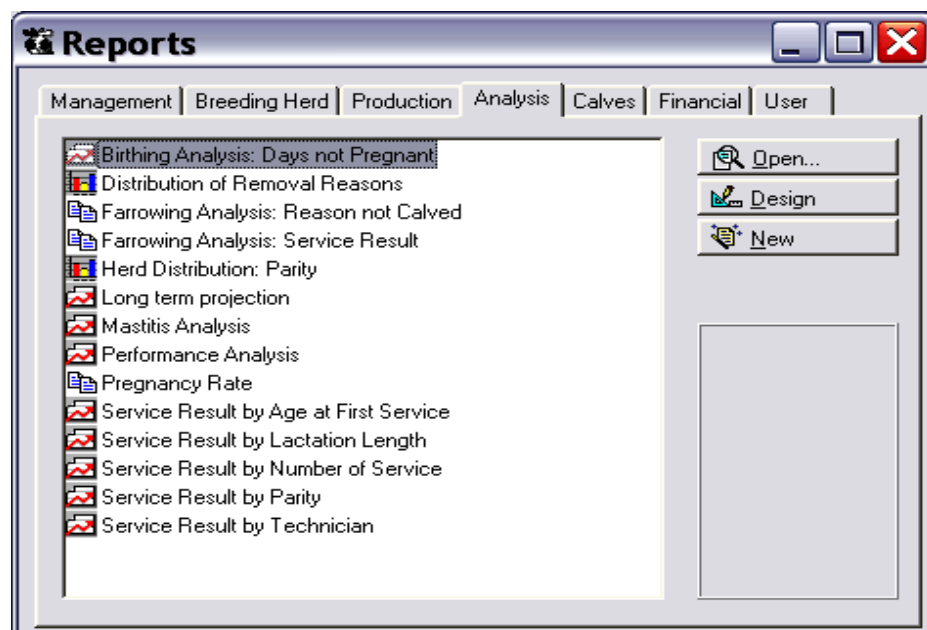 Reports
Management Breeding Herd Production Analysis Calves Financial User
Birthing Analysis: Days not Pregnant
Distribution of Removal Reasons
Farrowing Analysis: Reason not Calved
Farrowing Analysis: Service Result
Herd Distribution: Parity
Long term projection
Mastitis Analysis
Performance Analysis
Pregnancy Rate
Service Result by Age at First Service
Service Result by Lactation Length
Service Result by Number of Service
Service Result by Parity
Service Result by Technician
Open...
Design
New